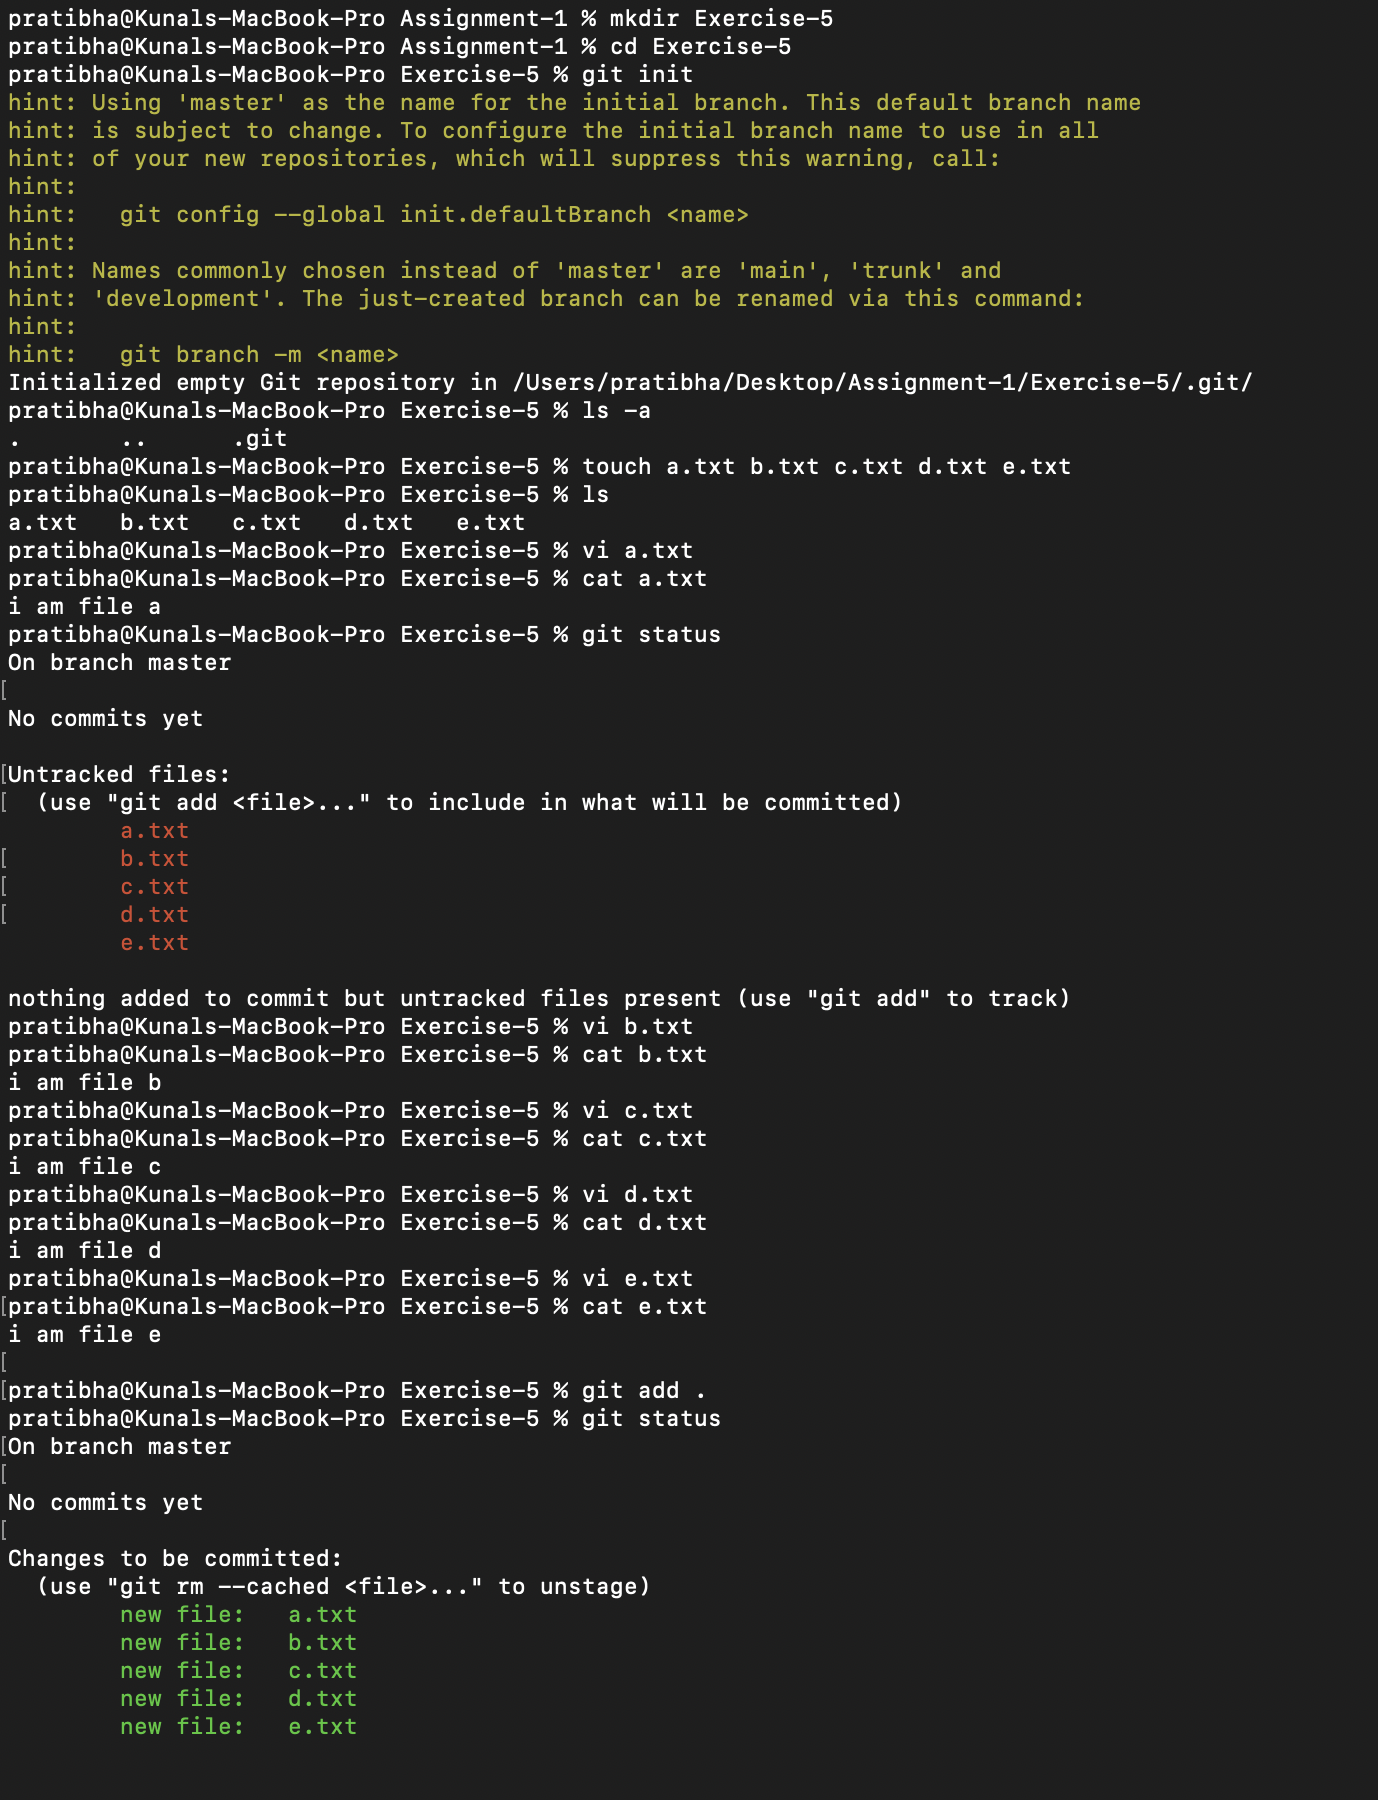 pratibha@Kunals-MacBook-Pro Assignment-1 % mkdir Exercise-5
pratibha@Kunals-MacBook-Pro Assignment-1 % cd Exercise-5
pratibha@Kunals-MacBook-Pro Exercise-5 % git init
hint: Using 'master' as the name for the initial branch. This default branch name
hint: is subject to change. To configure the initial branch name to use in all
hint: of your new repositories, which will suppress this warning, call:
hint:
hint:   git config --global init.defaultBranch <name>
hint:
hint: Names commonly chosen instead of 'master' are 'main', 'trunk' and
hint: 'development'. The just-created branch can be renamed via this command:
hint:
hint:   git branch -m <name>
Initialized empty Git repository in /Users/pratibha/Desktop/Assignment-1/Exercise-5/.git/
pratibha@Kunals-MacBook-Pro Exercise-5 % ls -a
.       ..      .git
pratibha@Kunals-MacBook-Pro Exercise-5 % touch a.txt b.txt c.txt d.txt e.txt
pratibha@Kunals-MacBook-Pro Exercise-5 % ls
a.txt   b.txt   c.txt   d.txt   e.txt
pratibha@Kunals-MacBook-Pro Exercise-5 % vi a.txt
pratibha@Kunals-MacBook-Pro Exercise-5 % cat a.txt
i am file a
pratibha@Kunals-MacBook-Pro Exercise-5 % git status
On branch master
[
No commits yet

[Untracked files:
[  (use "git add <file>..." to include in what will be committed)
        a.txt
[        b.txt
[        c.txt
[        d.txt
        e.txt

nothing added to commit but untracked files present (use "git add" to track)
pratibha@Kunals-MacBook-Pro Exercise-5 % vi b.txt
pratibha@Kunals-MacBook-Pro Exercise-5 % cat b.txt
i am file b
pratibha@Kunals-MacBook-Pro Exercise-5 % vi c.txt
pratibha@Kunals-MacBook-Pro Exercise-5 % cat c.txt
i am file c
pratibha@Kunals-MacBook-Pro Exercise-5 % vi d.txt
pratibha@Kunals-MacBook-Pro Exercise-5 % cat d.txt
i am file d
pratibha@Kunals-MacBook-Pro Exercise-5 % vi e.txt
[pratibha@Kunals-MacBook-Pro Exercise-5 % cat e.txt
i am file e
[
[pratibha@Kunals-MacBook-Pro Exercise-5 % git add .
pratibha@Kunals-MacBook-Pro Exercise-5 % git status
[On branch master
[
No commits yet
[
Changes to be committed:
  (use "git rm --cached <file>..." to unstage)
        new file:   a.txt
        new file:   b.txt
        new file:   c.txt
        new file:   d.txt
        new file:   e.txt